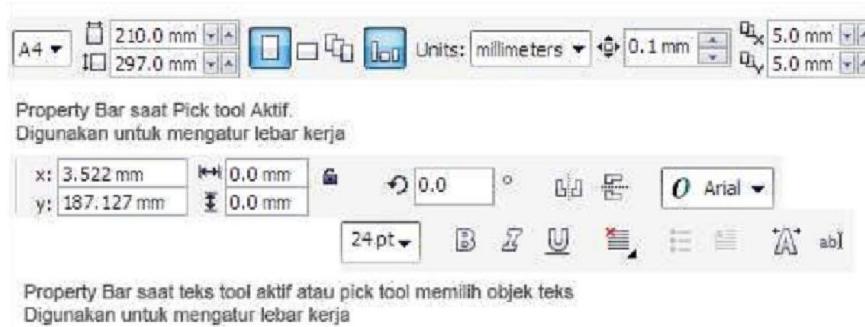 A4 210.0 mm Units: millimeters 0.1 mm x 5.0 mm
297.0 mm y 5.0 mm
Property Bar saat Pick tool Aktif.
Digunakan untuk mengatur lebar kerja
x: 3.522 mm 0.0 mm 0.0 ° O Arial
y: 187.127 mm 0.0 mm
24 pt B I U A abI
Property Bar saat teks tool aktif atau pick tool memilih objek teks
Digunakan untuk mengatur lebar kerja